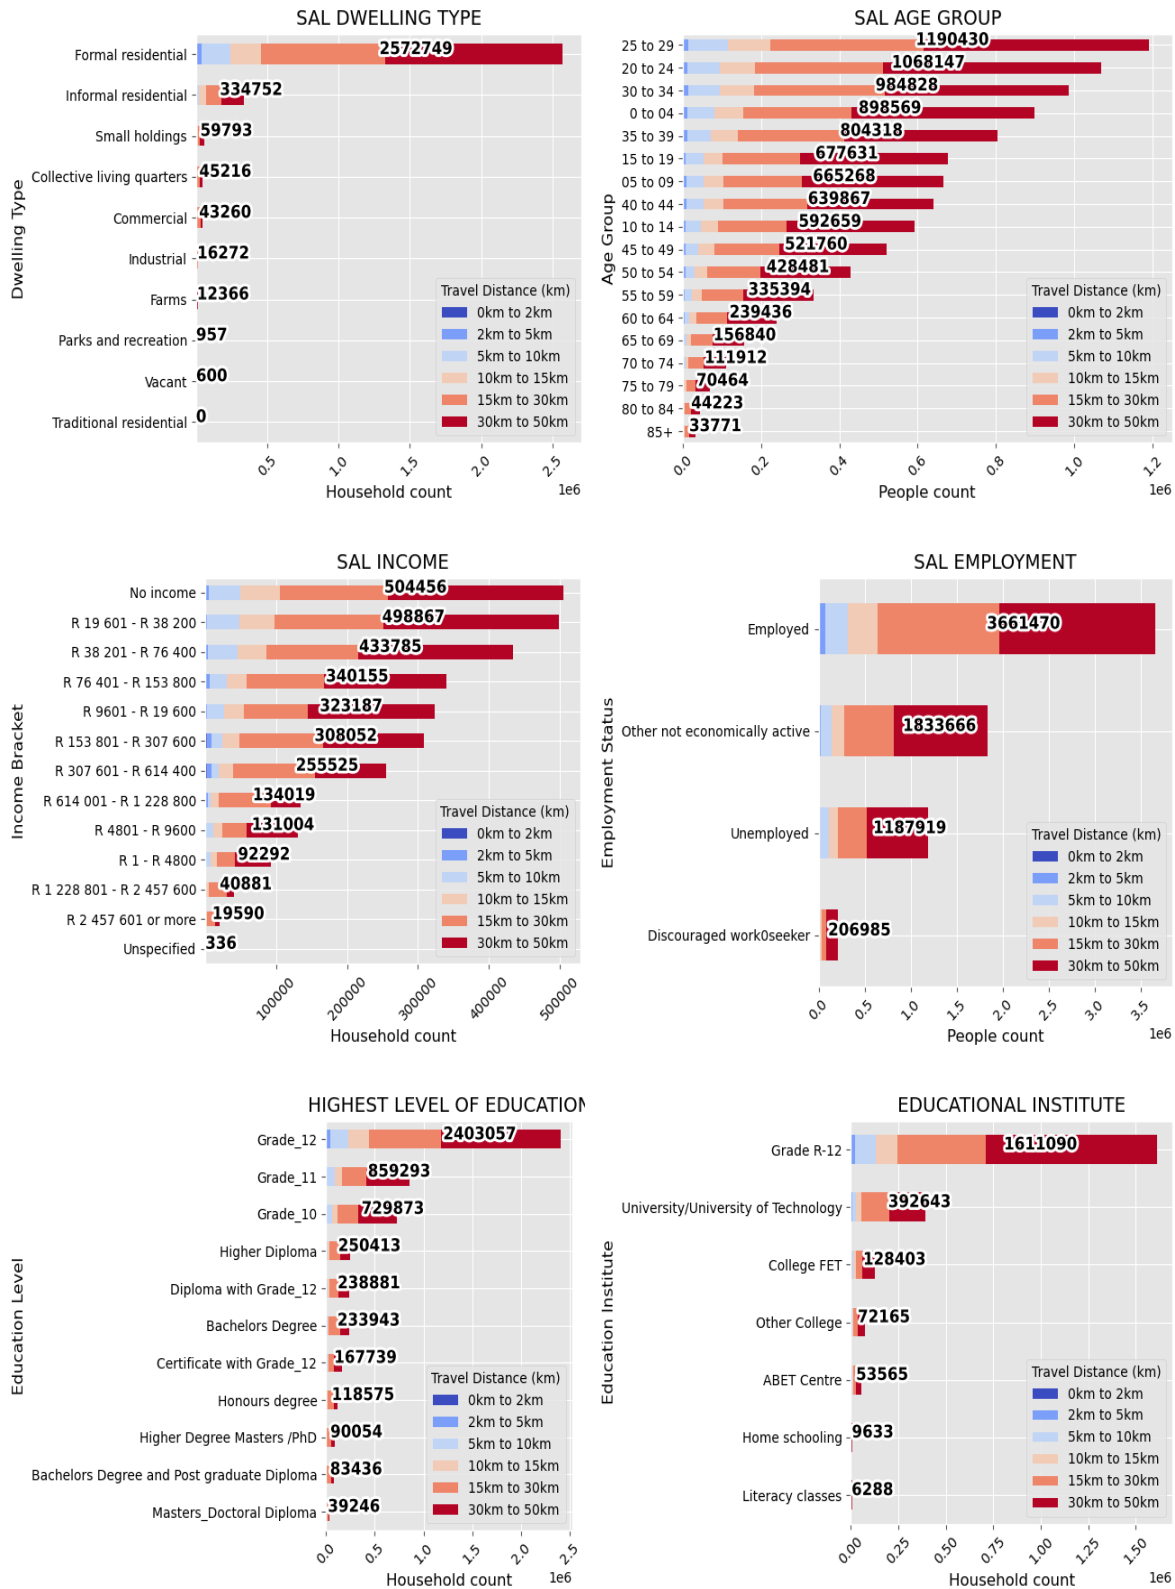 SAL DWELLING TYPE
Dwelling Type
Formal residential 2572749
Informal residential 334752
Small holdings 59793
Collective living quarters 45216
Commercial 43260
Industrial 16272
Farms 12366
Parks and recreation 957
Vacant 600
Traditional residential 0
Travel Distance (km)
0km to 2km
2km to 5km
5km to 10km
10km to 15km
15km to 30km
30km to 50km
0.5 1.0 1.5 2.0 2.5
1e6
Household count
SAL AGE GROUP
Age Group
25 to 29 1190430
20 to 24 1068147
30 to 34 984828
0 to 04 898569
35 to 39 804318
15 to 19 677631
05 to 09 665268
40 to 44 639867
10 to 14 592659
45 to 49 521760
50 to 54 428481
55 to 59 335394
60 to 64 239436
65 to 69 156840
70 to 74 111912
75 to 79 70464
80 to 84 44223
85+ 33771
Travel Distance (km)
0km to 2km
2km to 5km
5km to 10km
10km to 15km
15km to 30km
30km to 50km
0.0 0.2 0.4 0.6 0.8 1.0 1.2
1e6
People count
SAL INCOME
Income Bracket
No income 504456
R 19 601 - R 38 200 498867
R 38 201 - R 76 400 433785
R 76 401 - R 153 800 340155
R 9601 - R 19 600 323187
R 153 801 - R 307 600 308052
R 307 601 - R 614 400 255525
R 614 001 - R 1 228 800 134019
R 4801 - R 9600 131004
R 1 - R 4800 92292
R 1 228 801 - R 2 457 600 40881
R 2 457 601 or more 19590
Unspecified 336
Travel Distance (km)
0km to 2km
2km to 5km
5km to 10km
10km to 15km
15km to 30km
30km to 50km
100000 200000 300000 400000 500000
Household count
SAL EMPLOYMENT
Employment Status
Employed 3661470
Other not economically active 1833666
Unemployed 1187919
Discouraged work0seeker 206985
Travel Distance (km)
0km to 2km
2km to 5km
5km to 10km
10km to 15km
15km to 30km
30km to 50km
0.0 0.5 1.0 1.5 2.0 2.5 3.0 3.5
1e6
People count
HIGHEST LEVEL OF EDUCATION
Education Level
Grade_12 2403057
Grade_11 859293
Grade_10 729873
Higher Diploma 250413
Diploma with Grade_12 238881
Bachelors Degree 233943
Certificate with Grade_12 167739
Honours degree 118575
Higher Degree Masters /PhD 90054
Bachelors Degree and Post graduate Diploma 83436
Masters_Doctoral Diploma 39246
Travel Distance (km)
0km to 2km
2km to 5km
5km to 10km
10km to 15km
15km to 30km
30km to 50km
0.0 0.5 1.0 1.5 2.0 2.5
1e6
Household count
EDUCATIONAL INSTITUTE
Education Institute
Grade R-12 1611090
University/University of Technology 392643
College FET 128403
Other College 72165
ABET Centre 53565
Home schooling 9633
Literacy classes 6288
Travel Distance (km)
0km to 2km
2km to 5km
5km to 10km
10km to 15km
15km to 30km
30km to 50km
0.00 0.25 0.50 0.75 1.00 1.25 1.50
1e6
Household count